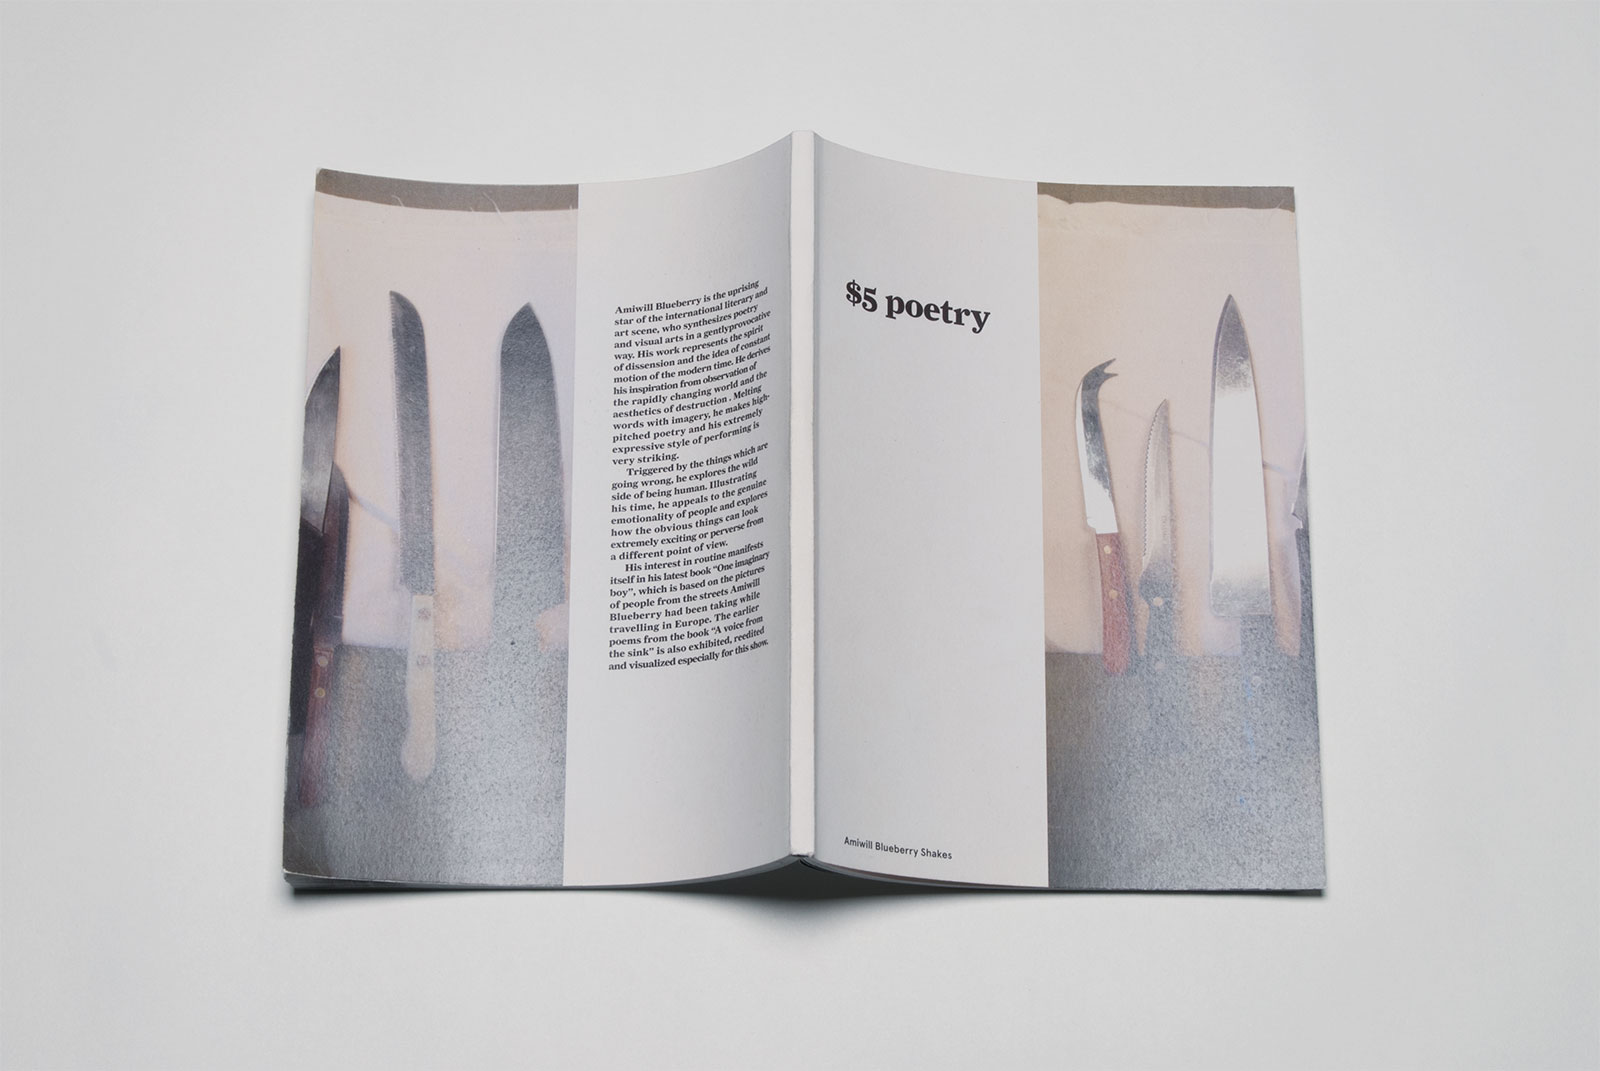 Amiwill Blueberry is the uprising
star of the international literary and
art scene, who synthesizes poetry
and visual arts in a gentlyprovocative
way. His work represents the spirit
of dissension and the idea of constant
motion of the modern time. He derives
his inspiration from observation of
the rapidly changing world and the
aesthetics of destruction . Melting
words with imagery, he makes high-
pitched poetry and his extremely
expressive style of performing is
very striking.
Triggered by the things which are
going wrong, he explores the wild
side of being human. Illustrating
his time, he appeals to the genuine
emotionality of people and explores
how the obvious things can look
extremely exciting or perverse from
a different point of view.
His interest in routine manifests
itself in his latest book “One imaginary
boy”, which is based on the pictures
of people from the streets Amiwill
Blueberry had been taking while
travelling in Europe. The earlier
poems from the book “A voice from
the sink” is also exhibited, reedited
and visualized especially for this show.
$5 poetry
Amiwill Blueberry Shakes